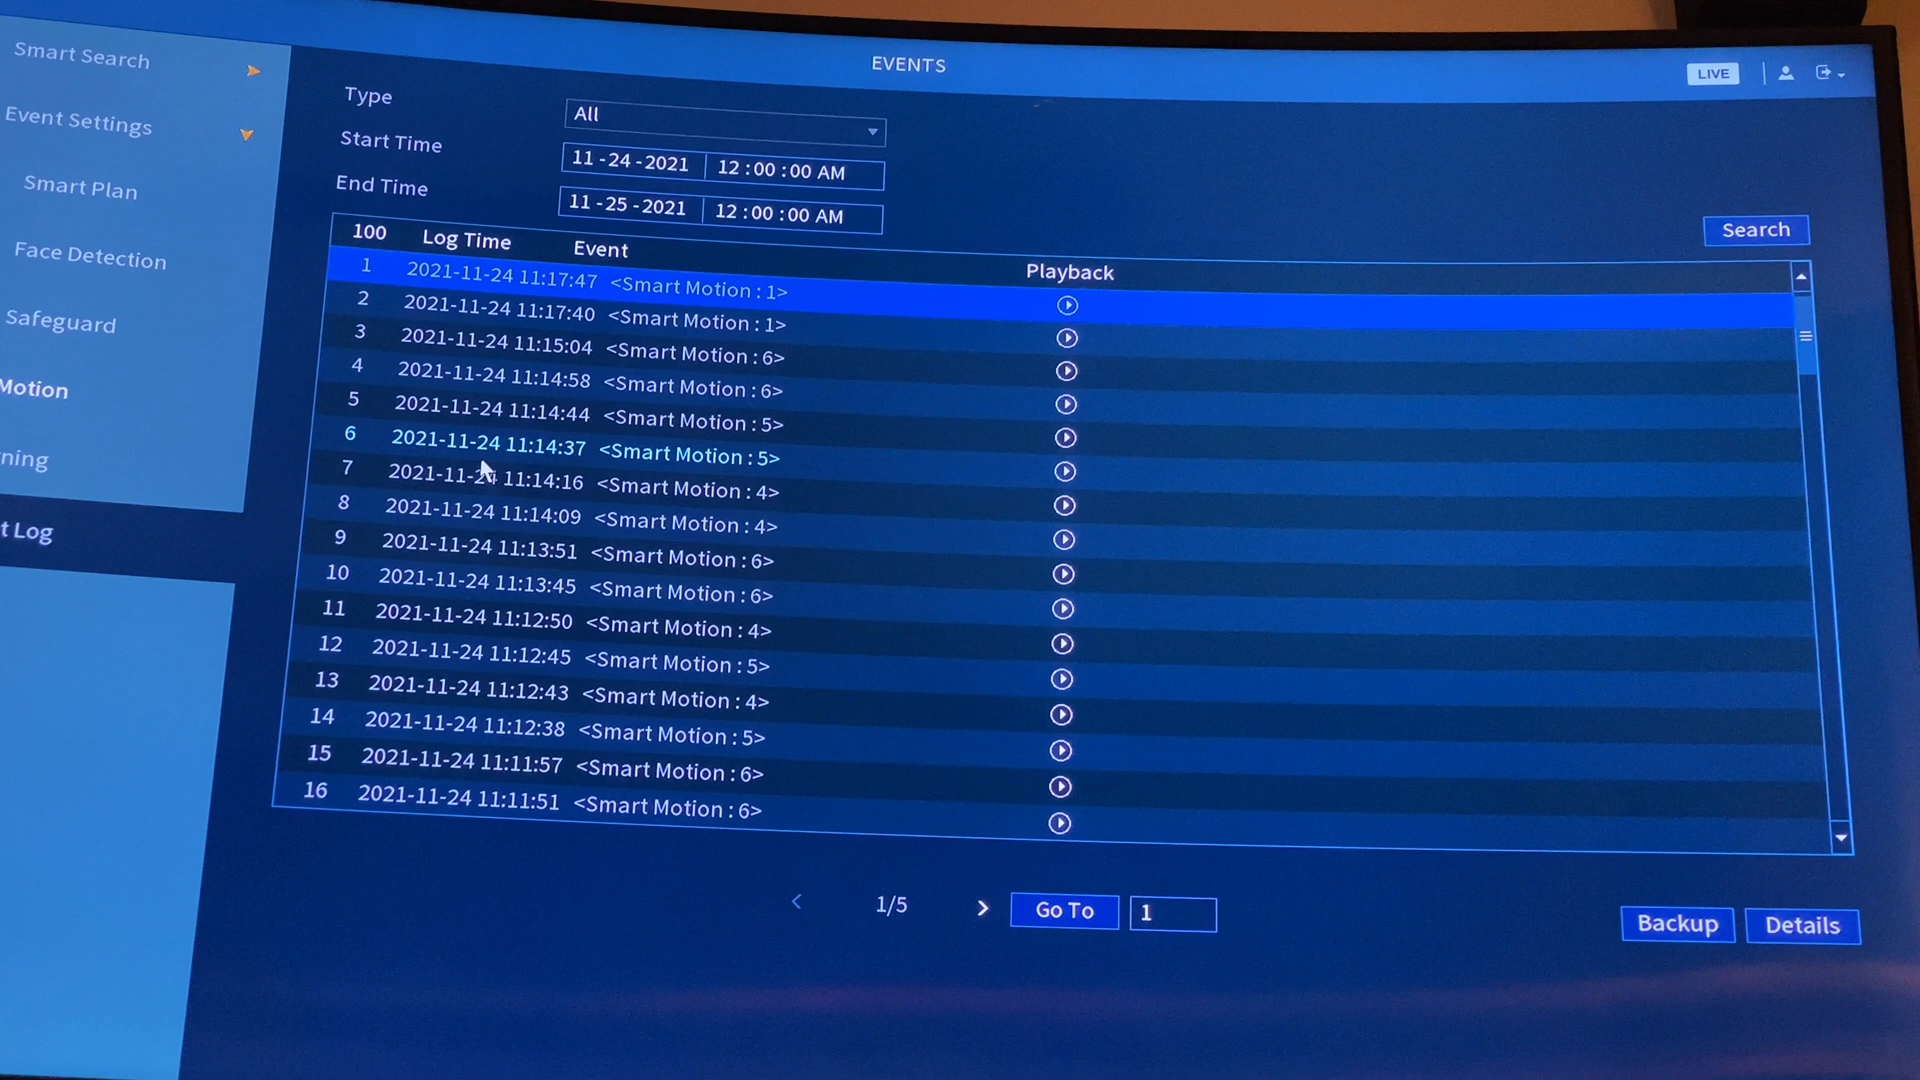 EVENTS
LIVE
Smart Search
Event Settings
Smart Plan
Face Detection
Safeguard
Motion
ning
t Log
Type All
Start Time 11 - 24 - 2021 12 : 00 : 00 AM
End Time 11 - 25 - 2021 12 : 00 : 00 AM
Search
100 Log Time Event Playback
1 2021-11-24 11:17:47 <Smart Motion : 1>
2 2021-11-24 11:17:40 <Smart Motion : 1>
3 2021-11-24 11:15:04 <Smart Motion : 6>
4 2021-11-24 11:14:58 <Smart Motion : 6>
5 2021-11-24 11:14:44 <Smart Motion : 5>
6 2021-11-24 11:14:37 <Smart Motion : 5>
7 2021-11-24 11:14:16 <Smart Motion : 4>
8 2021-11-24 11:14:09 <Smart Motion : 4>
9 2021-11-24 11:13:51 <Smart Motion : 6>
10 2021-11-24 11:13:45 <Smart Motion : 6>
11 2021-11-24 11:12:50 <Smart Motion : 4>
12 2021-11-24 11:12:45 <Smart Motion : 5>
13 2021-11-24 11:12:43 <Smart Motion : 4>
14 2021-11-24 11:12:38 <Smart Motion : 5>
15 2021-11-24 11:11:57 <Smart Motion : 6>
16 2021-11-24 11:11:51 <Smart Motion : 6>
< 1/5 > Go To 1
Backup Details